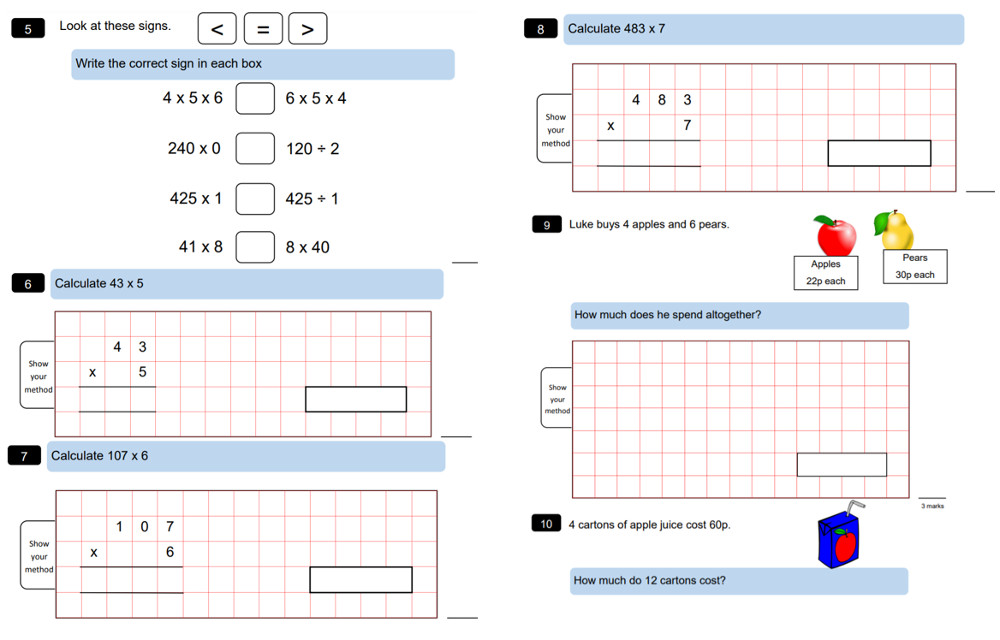 5 Look at these signs. < = >
Write the correct sign in each box
4 x 5 x 6 6 x 5 x 4
240 x 0 120 ÷ 2
425 x 1 425 ÷ 1
41 x 8 8 x 40
6 Calculate 43 x 5
4 3
x 5
Show
your
method
7 Calculate 107 x 6
1 0 7
x 6
Show
your
method
8 Calculate 483 x 7
4 8 3
x 7
Show
your
method
9 Luke buys 4 apples and 6 pears.
Apples
22p each
Pears
30p each
How much does he spend altogether?
Show
your
method
3 marks
10 4 cartons of apple juice cost 60p.
How much do 12 cartons cost?